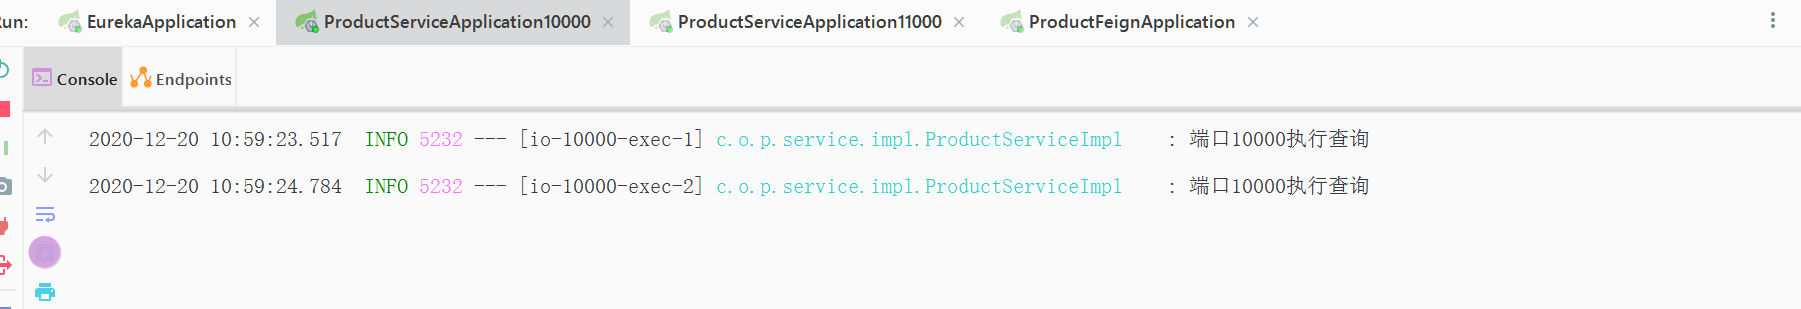 un: EurekaApplication × ProductServiceApplication10000 × ProductServiceApplication11000 × ProductFeignApplication ×
Console Endpoints
2020-12-20 10:59:23.517 INFO 5232 --- [io-10000-exec-1] c.o.p.service.impl.ProductServiceImpl : 端口10000执行查询
2020-12-20 10:59:24.784 INFO 5232 --- [io-10000-exec-2] c.o.p.service.impl.ProductServiceImpl : 端口10000执行查询